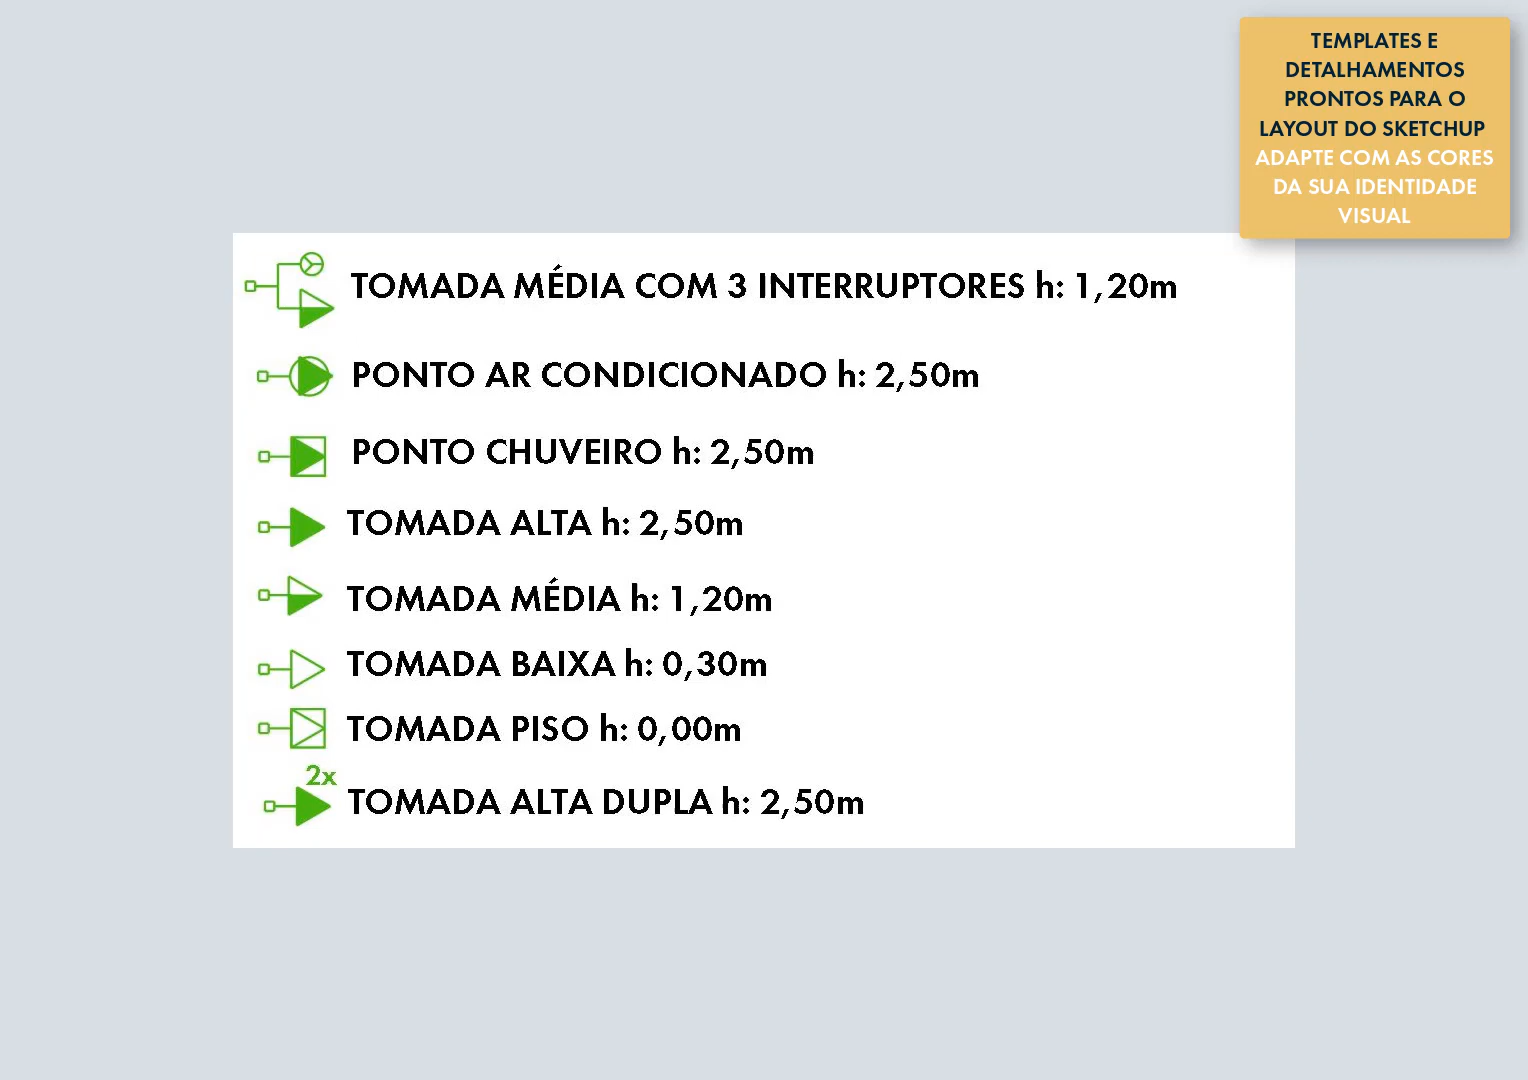 TEMPLATES E
DETALHAMENTOS
PRONTOS PARA O
LAYOUT DO SKETCHUP
ADAPTE COM AS CORES
DA SUA IDENTIDADE
VISUAL
TOMADA MÉDIA COM 3 INTERRUPTORES h: 1,20m
PONTO AR CONDICIONADO h: 2,50m
PONTO CHUVEIRO h: 2,50m
TOMADA ALTA h: 2,50m
TOMADA MÉDIA h: 1,20m
TOMADA BAIXA h: 0,30m
TOMADA PISO h: 0,00m
2x
TOMADA ALTA DUPLA h: 2,50m